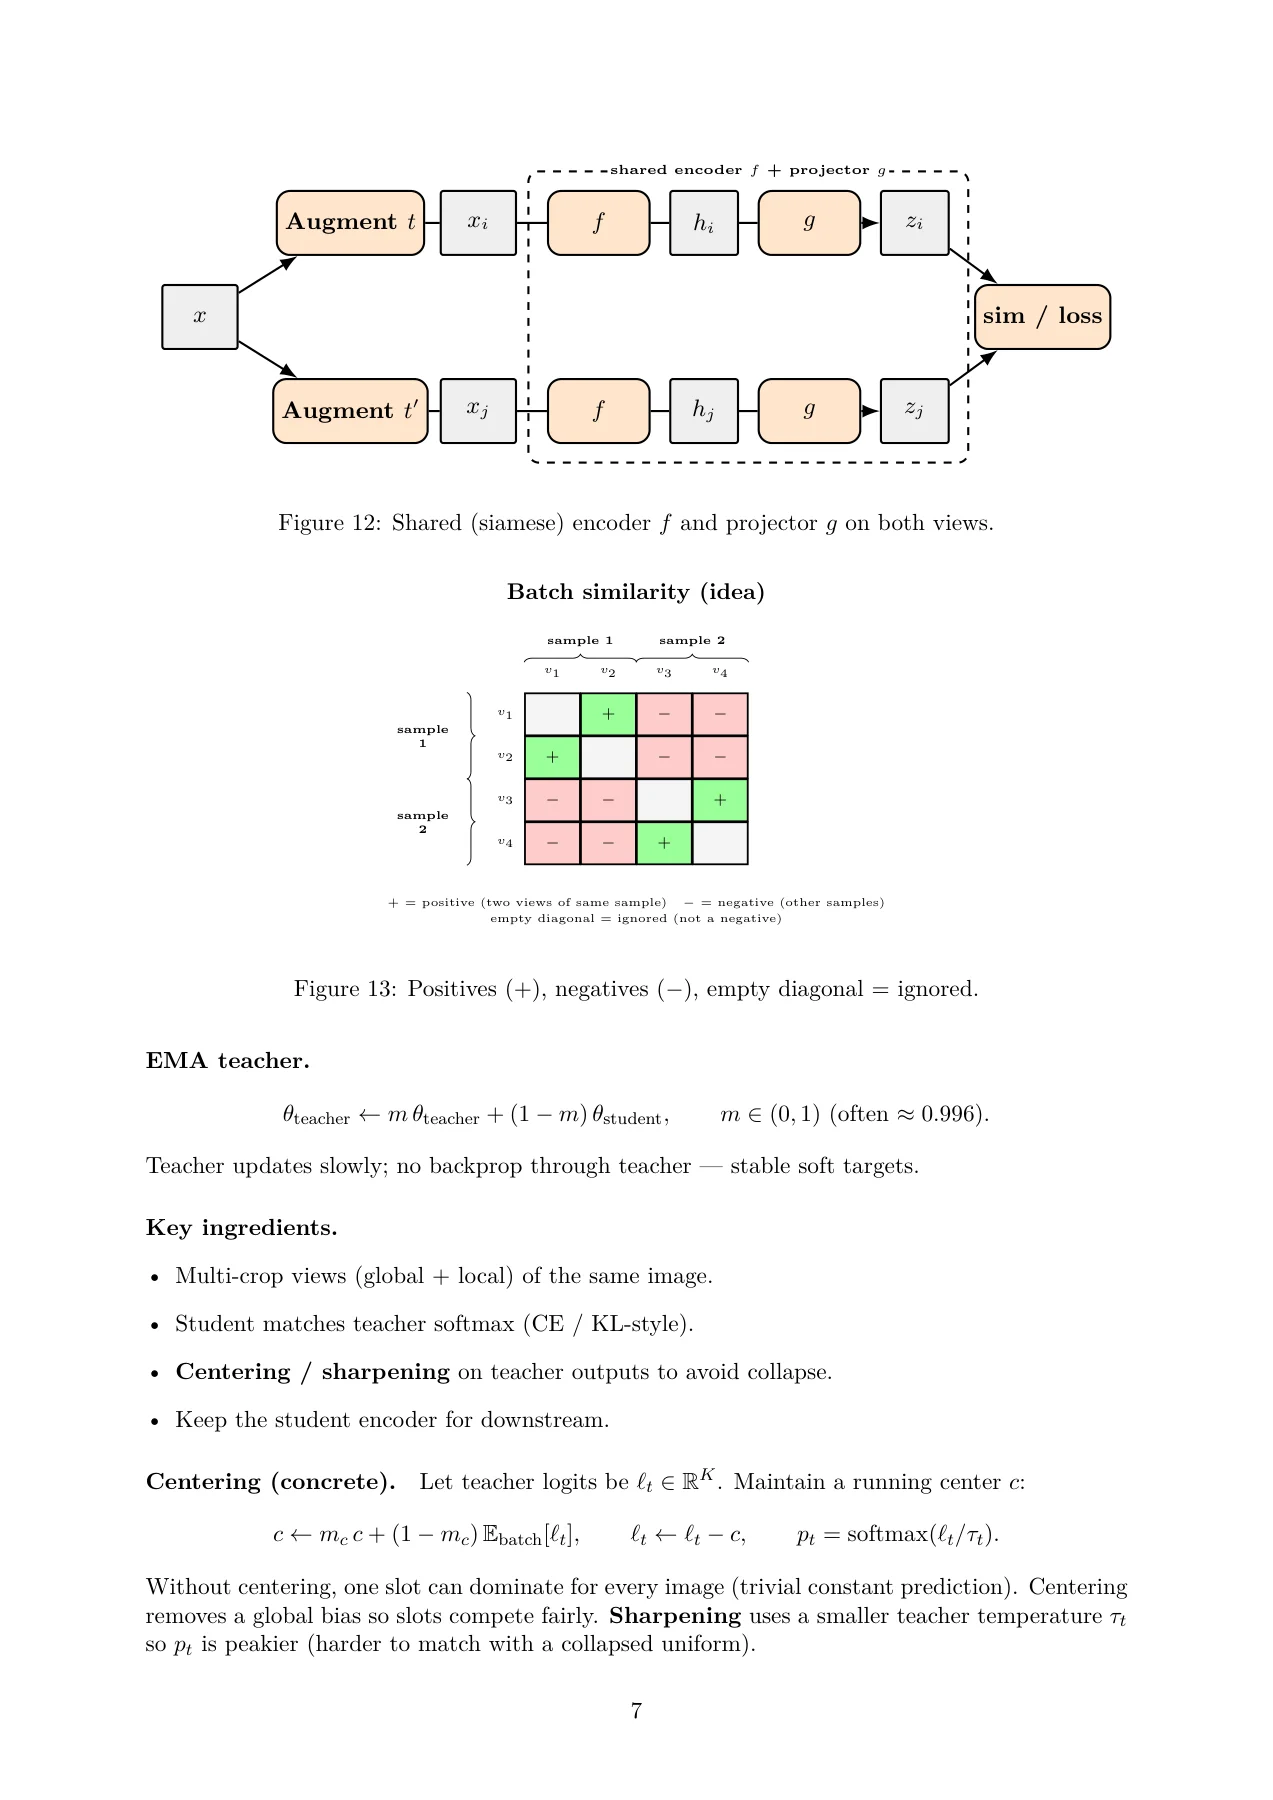 shared encoder f + projector g
Augment t x_i f h_i g z_i
x
sim / loss
Augment t′ x_j f h_j g z_j
Figure 12: Shared (siamese) encoder f and projector g on both views.
Batch similarity (idea)
sample 1 sample 2
v₁ v₂ v₃ v₄
v₁ + − −
sample
1
v₂ + − −
v₃ − − +
sample
2
v₄ − − +
+ = positive (two views of same sample) − = negative (other samples)
empty diagonal = ignored (not a negative)
Figure 13: Positives (+), negatives (−), empty diagonal = ignored.
EMA teacher.
θ_teacher ← m θ_teacher + (1 − m) θ_student, m ∈ (0, 1) (often ≈ 0.996).
Teacher updates slowly; no backprop through teacher — stable soft targets.
Key ingredients.
• Multi-crop views (global + local) of the same image.
• Student matches teacher softmax (CE / KL-style).
• Centering / sharpening on teacher outputs to avoid collapse.
• Keep the student encoder for downstream.
Centering (concrete). Let teacher logits be ℓ_t ∈ ℝ^K. Maintain a running center c:
c ← m_c c + (1 − m_c) 𝔼_batch[ℓ_t], ℓ_t ← ℓ_t − c, p_t = softmax(ℓ_t/τ_t).
Without centering, one slot can dominate for every image (trivial constant prediction). Centering
removes a global bias so slots compete fairly. Sharpening uses a smaller teacher temperature τ_t
so p_t is peakier (harder to match with a collapsed uniform).
7